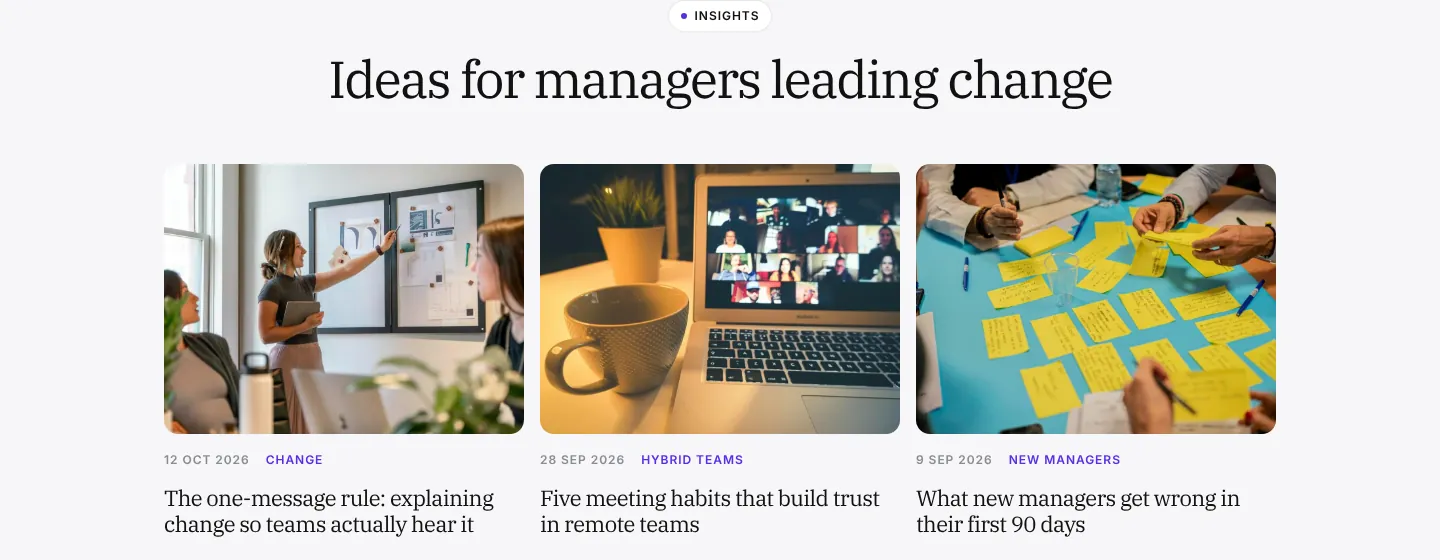 INSIGHTS
Ideas for managers leading change
12 OCT 2026 CHANGE
The one-message rule: explaining
change so teams actually hear it
28 SEP 2026 HYBRID TEAMS
Five meeting habits that build trust
in remote teams
9 SEP 2026 NEW MANAGERS
What new managers get wrong in
their first 90 days